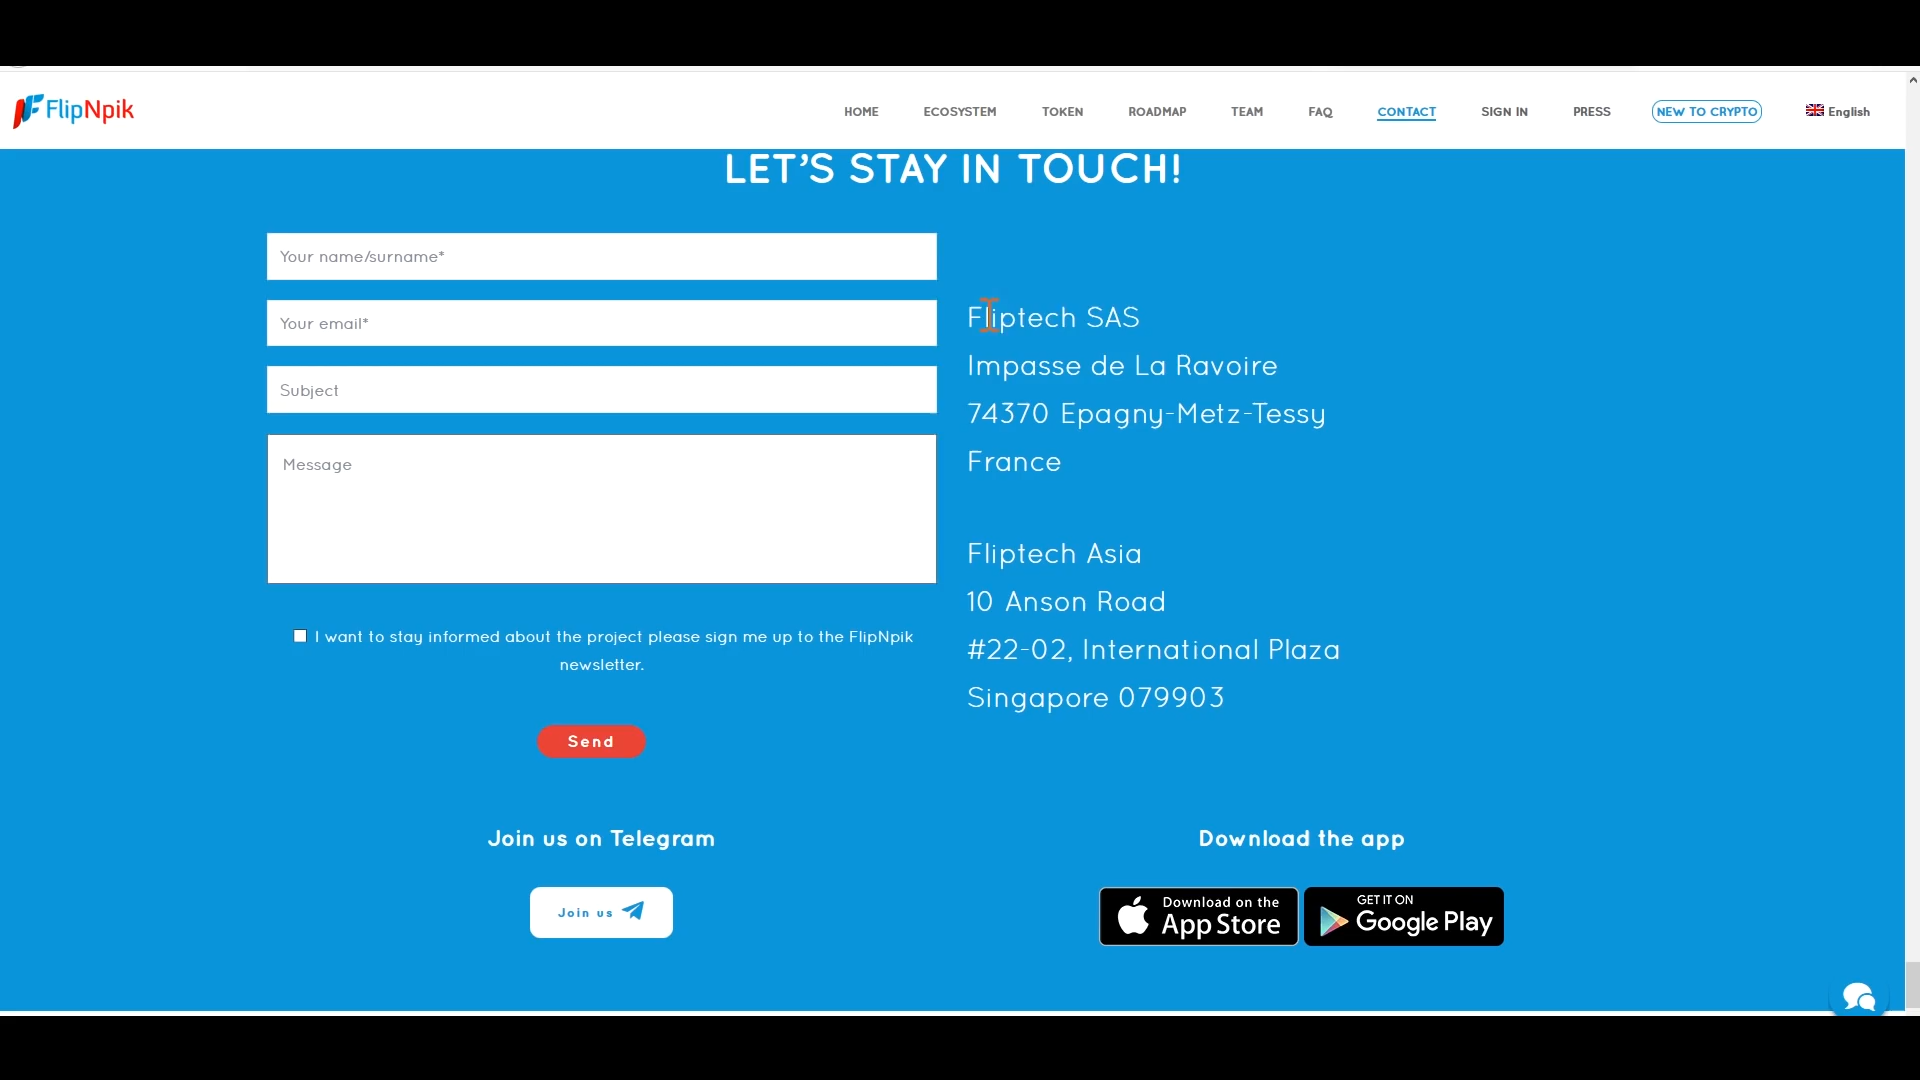 FlipNpik
HOME ECOSYSTEM TOKEN ROADMAP TEAM FAQ CONTACT SIGN IN PRESS NEW TO CRYPTO English
LET’S STAY IN TOUCH!
Your name/surname*
Your email*
Subject
Message
I want to stay informed about the project please sign me up to the FlipNpik
newsletter.
Send
Fliptech SAS
Impasse de La Ravoire
74370 Epagny-Metz-Tessy
France
Fliptech Asia
10 Anson Road
#22-02, International Plaza
Singapore 079903
Join us on Telegram
Join us
Download the app
Download on the
App Store
GET IT ON
Google Play